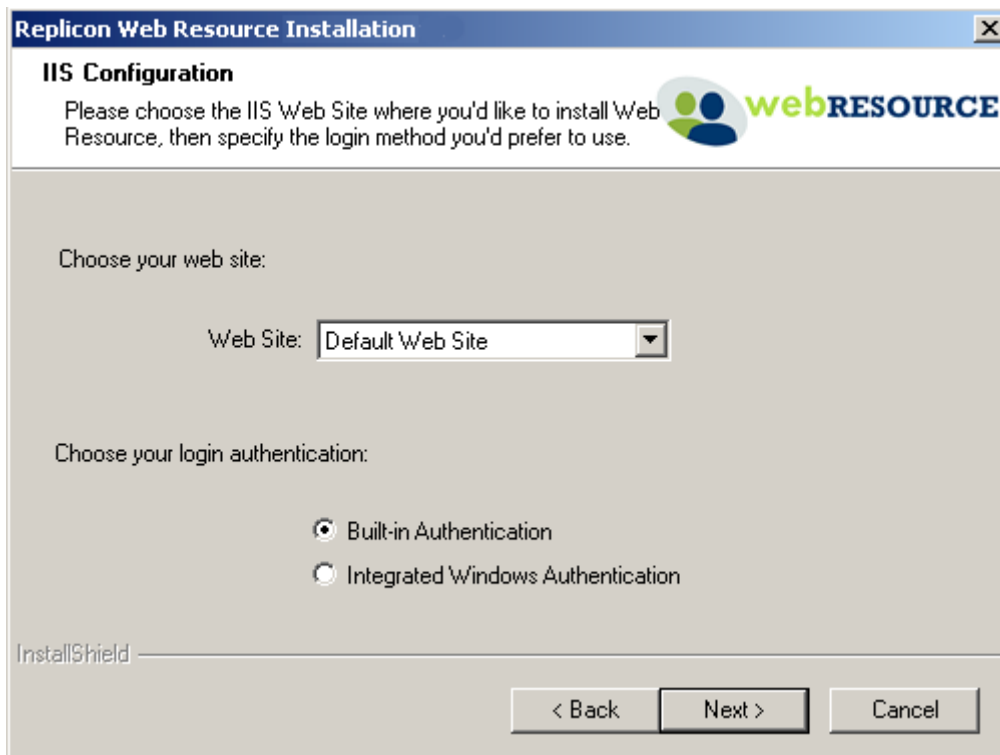 Replicon Web Resource Installation
IIS Configuration
Please choose the IIS Web Site where you'd like to install Web
Resource, then specify the login method you'd prefer to use.
webRESOURCE
Choose your web site:
Web Site: Default Web Site
Choose your login authentication:
Built-in Authentication
Integrated Windows Authentication
InstallShield
< Back Next > Cancel